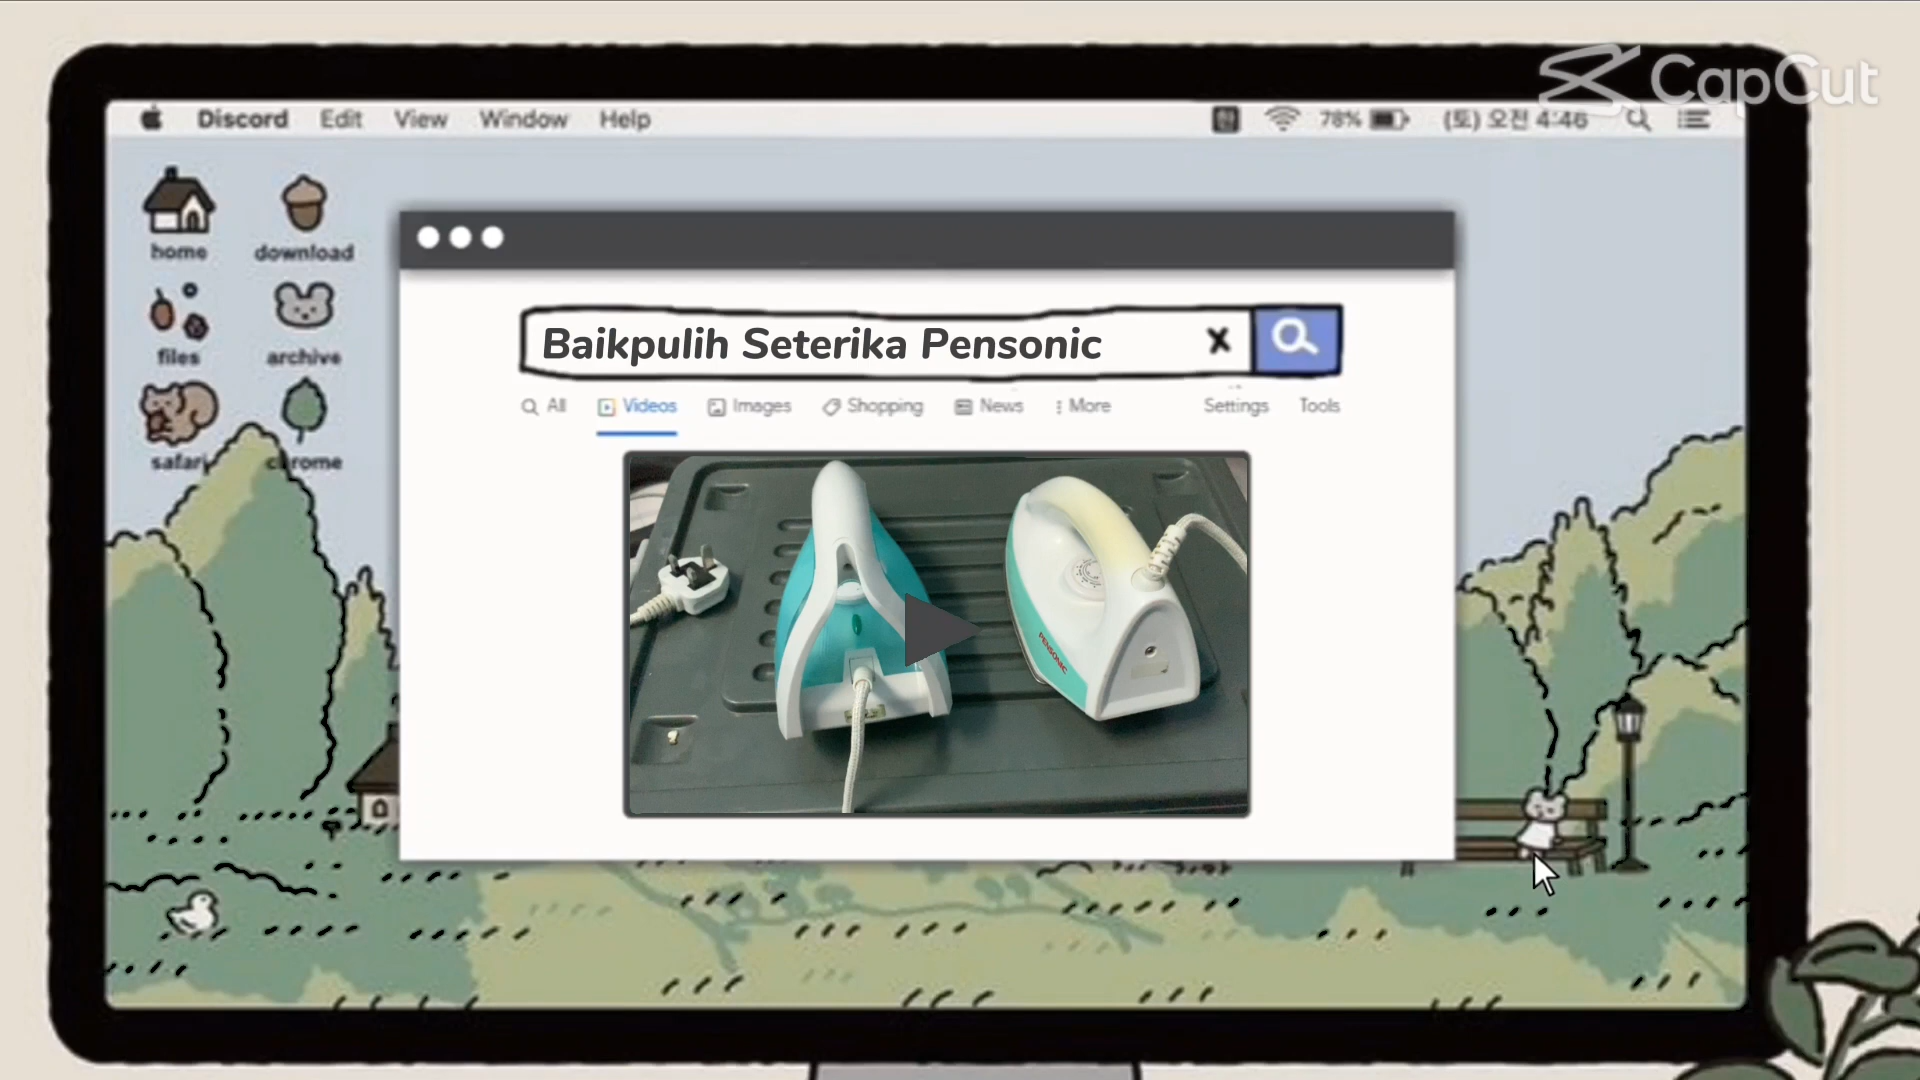 CapCut
Discord Edit View Window Help
78% (토) 오전 4:46
home download
files archive
safari chrome
Baikpulih Seterika Pensonic X
All Videos Images Shopping News More Settings Tools
PENSONIC